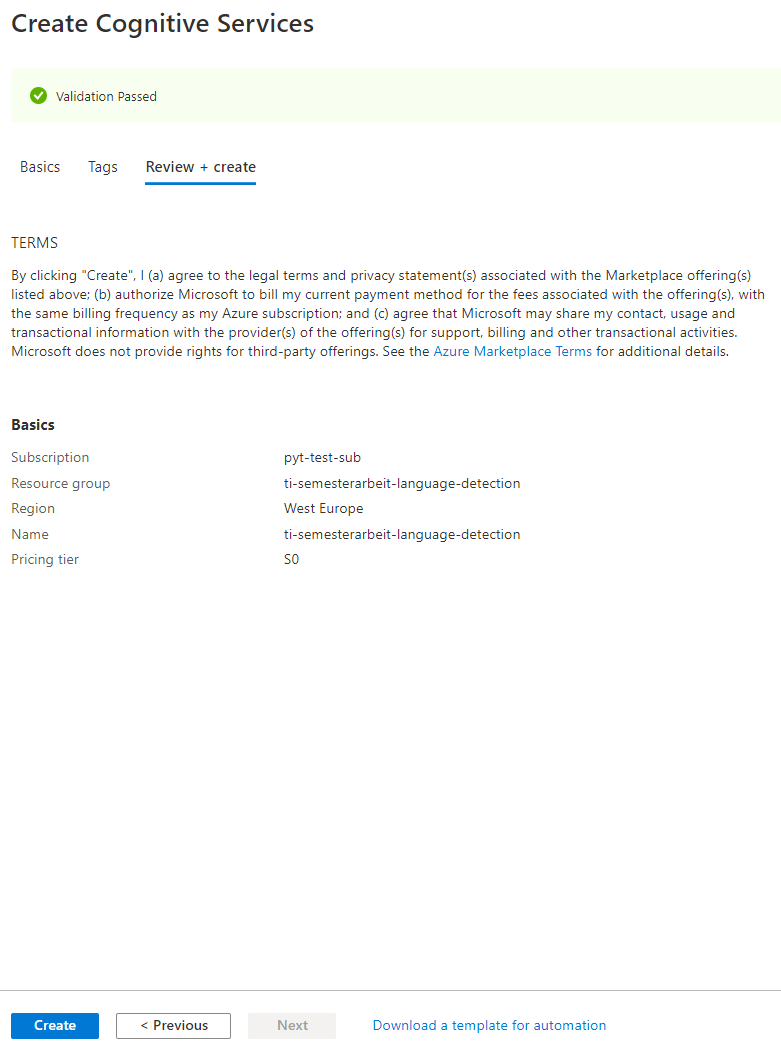 Create Cognitive Services
Validation Passed
Basics Tags Review + create
TERMS
By clicking "Create", I (a) agree to the legal terms and privacy statement(s) associated with the Marketplace offering(s)
listed above; (b) authorize Microsoft to bill my current payment method for the fees associated with the offering(s), with
the same billing frequency as my Azure subscription; and (c) agree that Microsoft may share my contact, usage and
transactional information with the provider(s) of the offering(s) for support, billing and other transactional activities.
Microsoft does not provide rights for third-party offerings. See the Azure Marketplace Terms for additional details.
Basics
Subscription pyt-test-sub
Resource group ti-semesterarbeit-language-detection
Region West Europe
Name ti-semesterarbeit-language-detection
Pricing tier S0
Create < Previous Next Download a template for automation